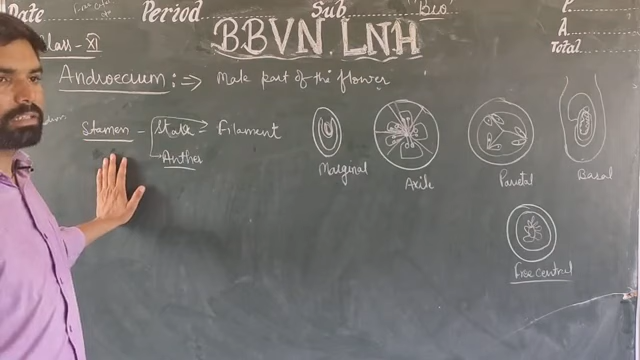 Date Period Sub Bio P.
A.
Total
Class - XI
BBVN. LNH
Androecium :⇒ Male part of the flower
Stamen - Stalk ⇒ Filament
→ Anther
Marginal Axile Parietal Basal
Free central